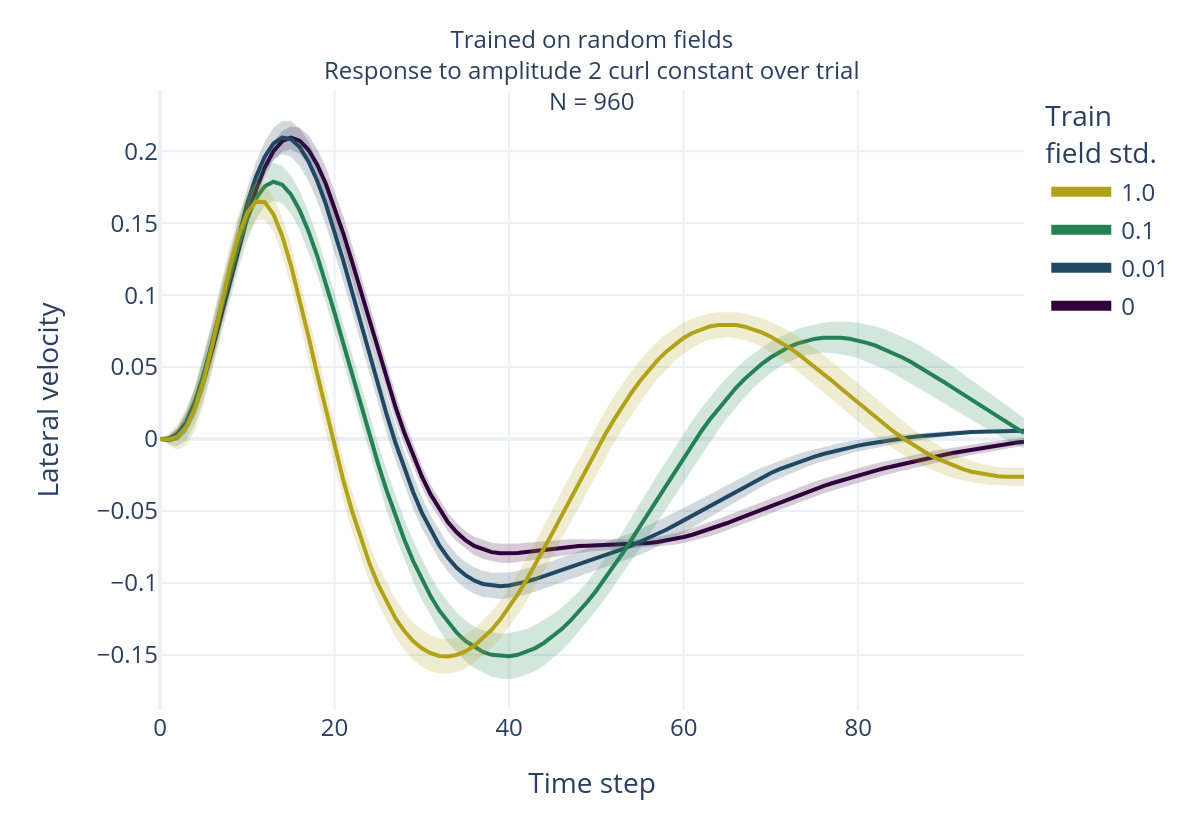 Trained on random fields
Response to amplitude 2 curl constant over trial
N = 960
Train
field std.
1.0
0.1
0.01
0
Lateral velocity
0.2
0.15
0.1
0.05
0
−0.05
−0.1
−0.15
0 20 40 60 80
Time step